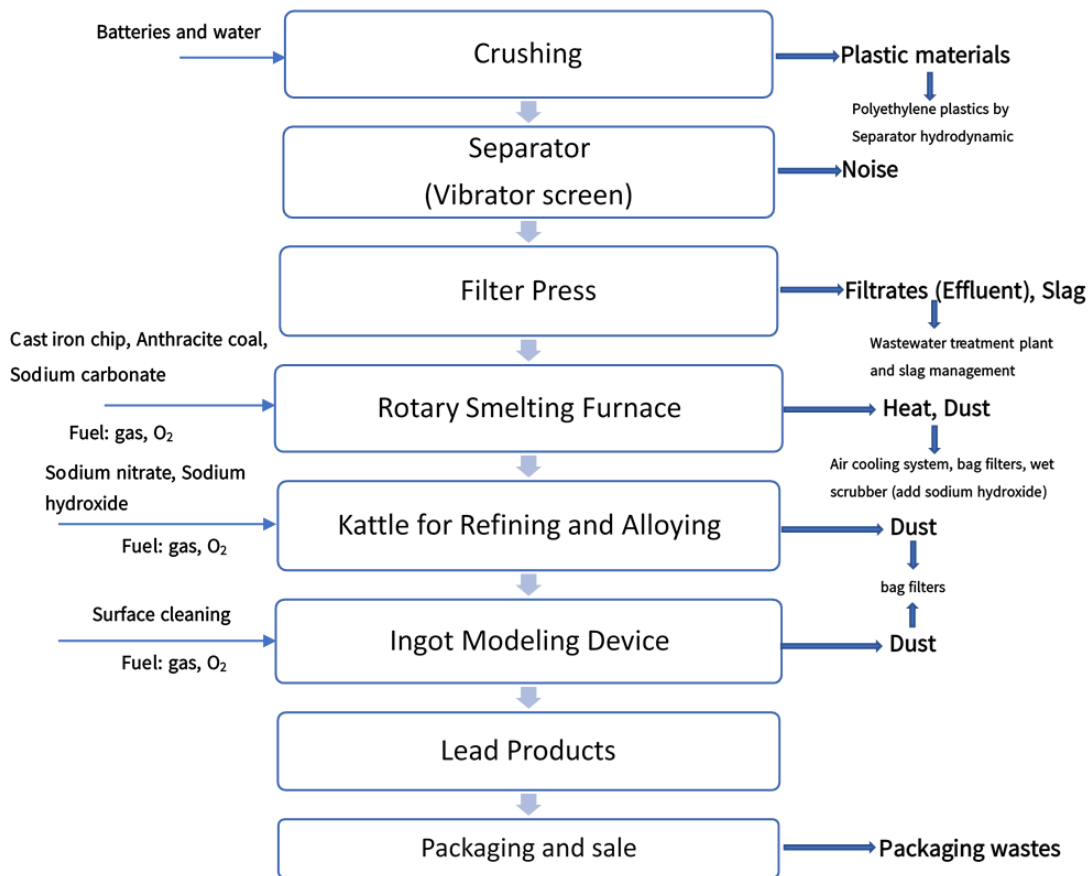 Batteries and water
Crushing
Plastic materials
Polyethylene plastics by
Separator hydrodynamic
Separator
(Vibrator screen)
Noise
Filter Press
Filtrates (Effluent), Slag
Wastewater treatment plant
and slag management
Cast iron chip, Anthracite coal,
Sodium carbonate
Fuel: gas, O₂
Rotary Smelting Furnace
Heat, Dust
Air cooling system, bag filters, wet
scrubber (add sodium hydroxide)
Sodium nitrate, Sodium
hydroxide
Fuel: gas, O₂
Kattle for Refining and Alloying
Dust
bag filters
Surface cleaning
Fuel: gas, O₂
Ingot Modeling Device
Dust
Lead Products
Packaging and sale
Packaging wastes